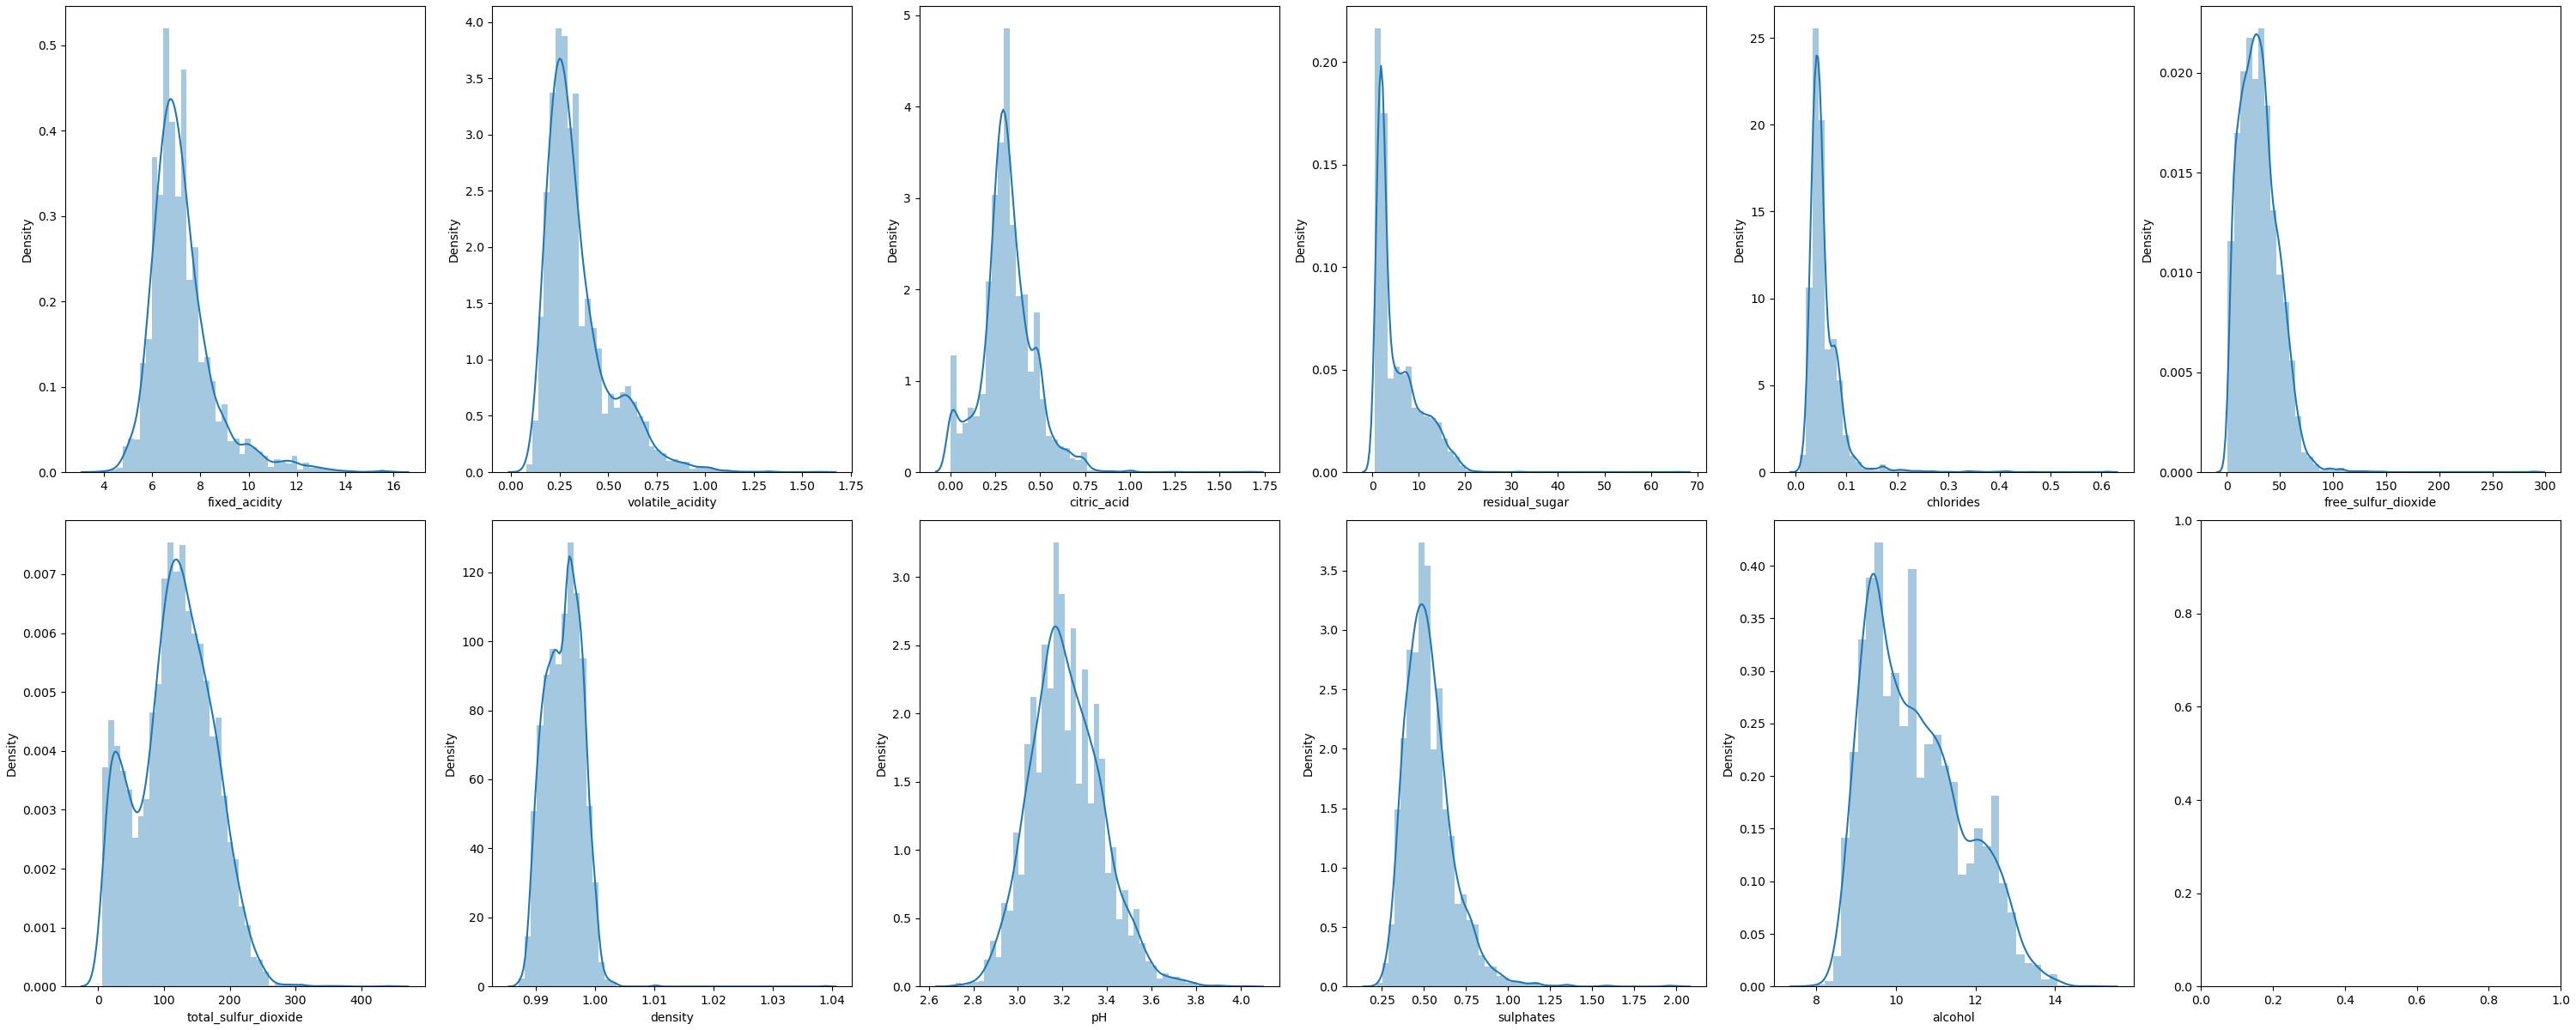 Density
0.0
0.1
0.2
0.3
0.4
0.5
4 6 8 10 12 14 16
fixed_acidity
Density
0.0
0.5
1.0
1.5
2.0
2.5
3.0
3.5
4.0
0.00 0.25 0.50 0.75 1.00 1.25 1.50 1.75
volatile_acidity
Density
0
1
2
3
4
5
0.00 0.25 0.50 0.75 1.00 1.25 1.50 1.75
citric_acid
Density
0.00
0.05
0.10
0.15
0.20
0 10 20 30 40 50 60 70
residual_sugar
Density
0
5
10
15
20
25
0.0 0.1 0.2 0.3 0.4 0.5 0.6
chlorides
Density
0.000
0.005
0.010
0.015
0.020
0 50 100 150 200 250 300
free_sulfur_dioxide
Density
0.000
0.001
0.002
0.003
0.004
0.005
0.006
0.007
0 100 200 300 400
total_sulfur_dioxide
Density
0
20
40
60
80
100
120
0.99 1.00 1.01 1.02 1.03 1.04
density
Density
0.0
0.5
1.0
1.5
2.0
2.5
3.0
2.6 2.8 3.0 3.2 3.4 3.6 3.8 4.0
pH
Density
0.0
0.5
1.0
1.5
2.0
2.5
3.0
3.5
0.25 0.50 0.75 1.00 1.25 1.50 1.75 2.00
sulphates
Density
0.00
0.05
0.10
0.15
0.20
0.25
0.30
0.35
0.40
8 10 12 14
alcohol
0.0
0.2
0.4
0.6
0.8
1.0
0.0 0.2 0.4 0.6 0.8 1.0